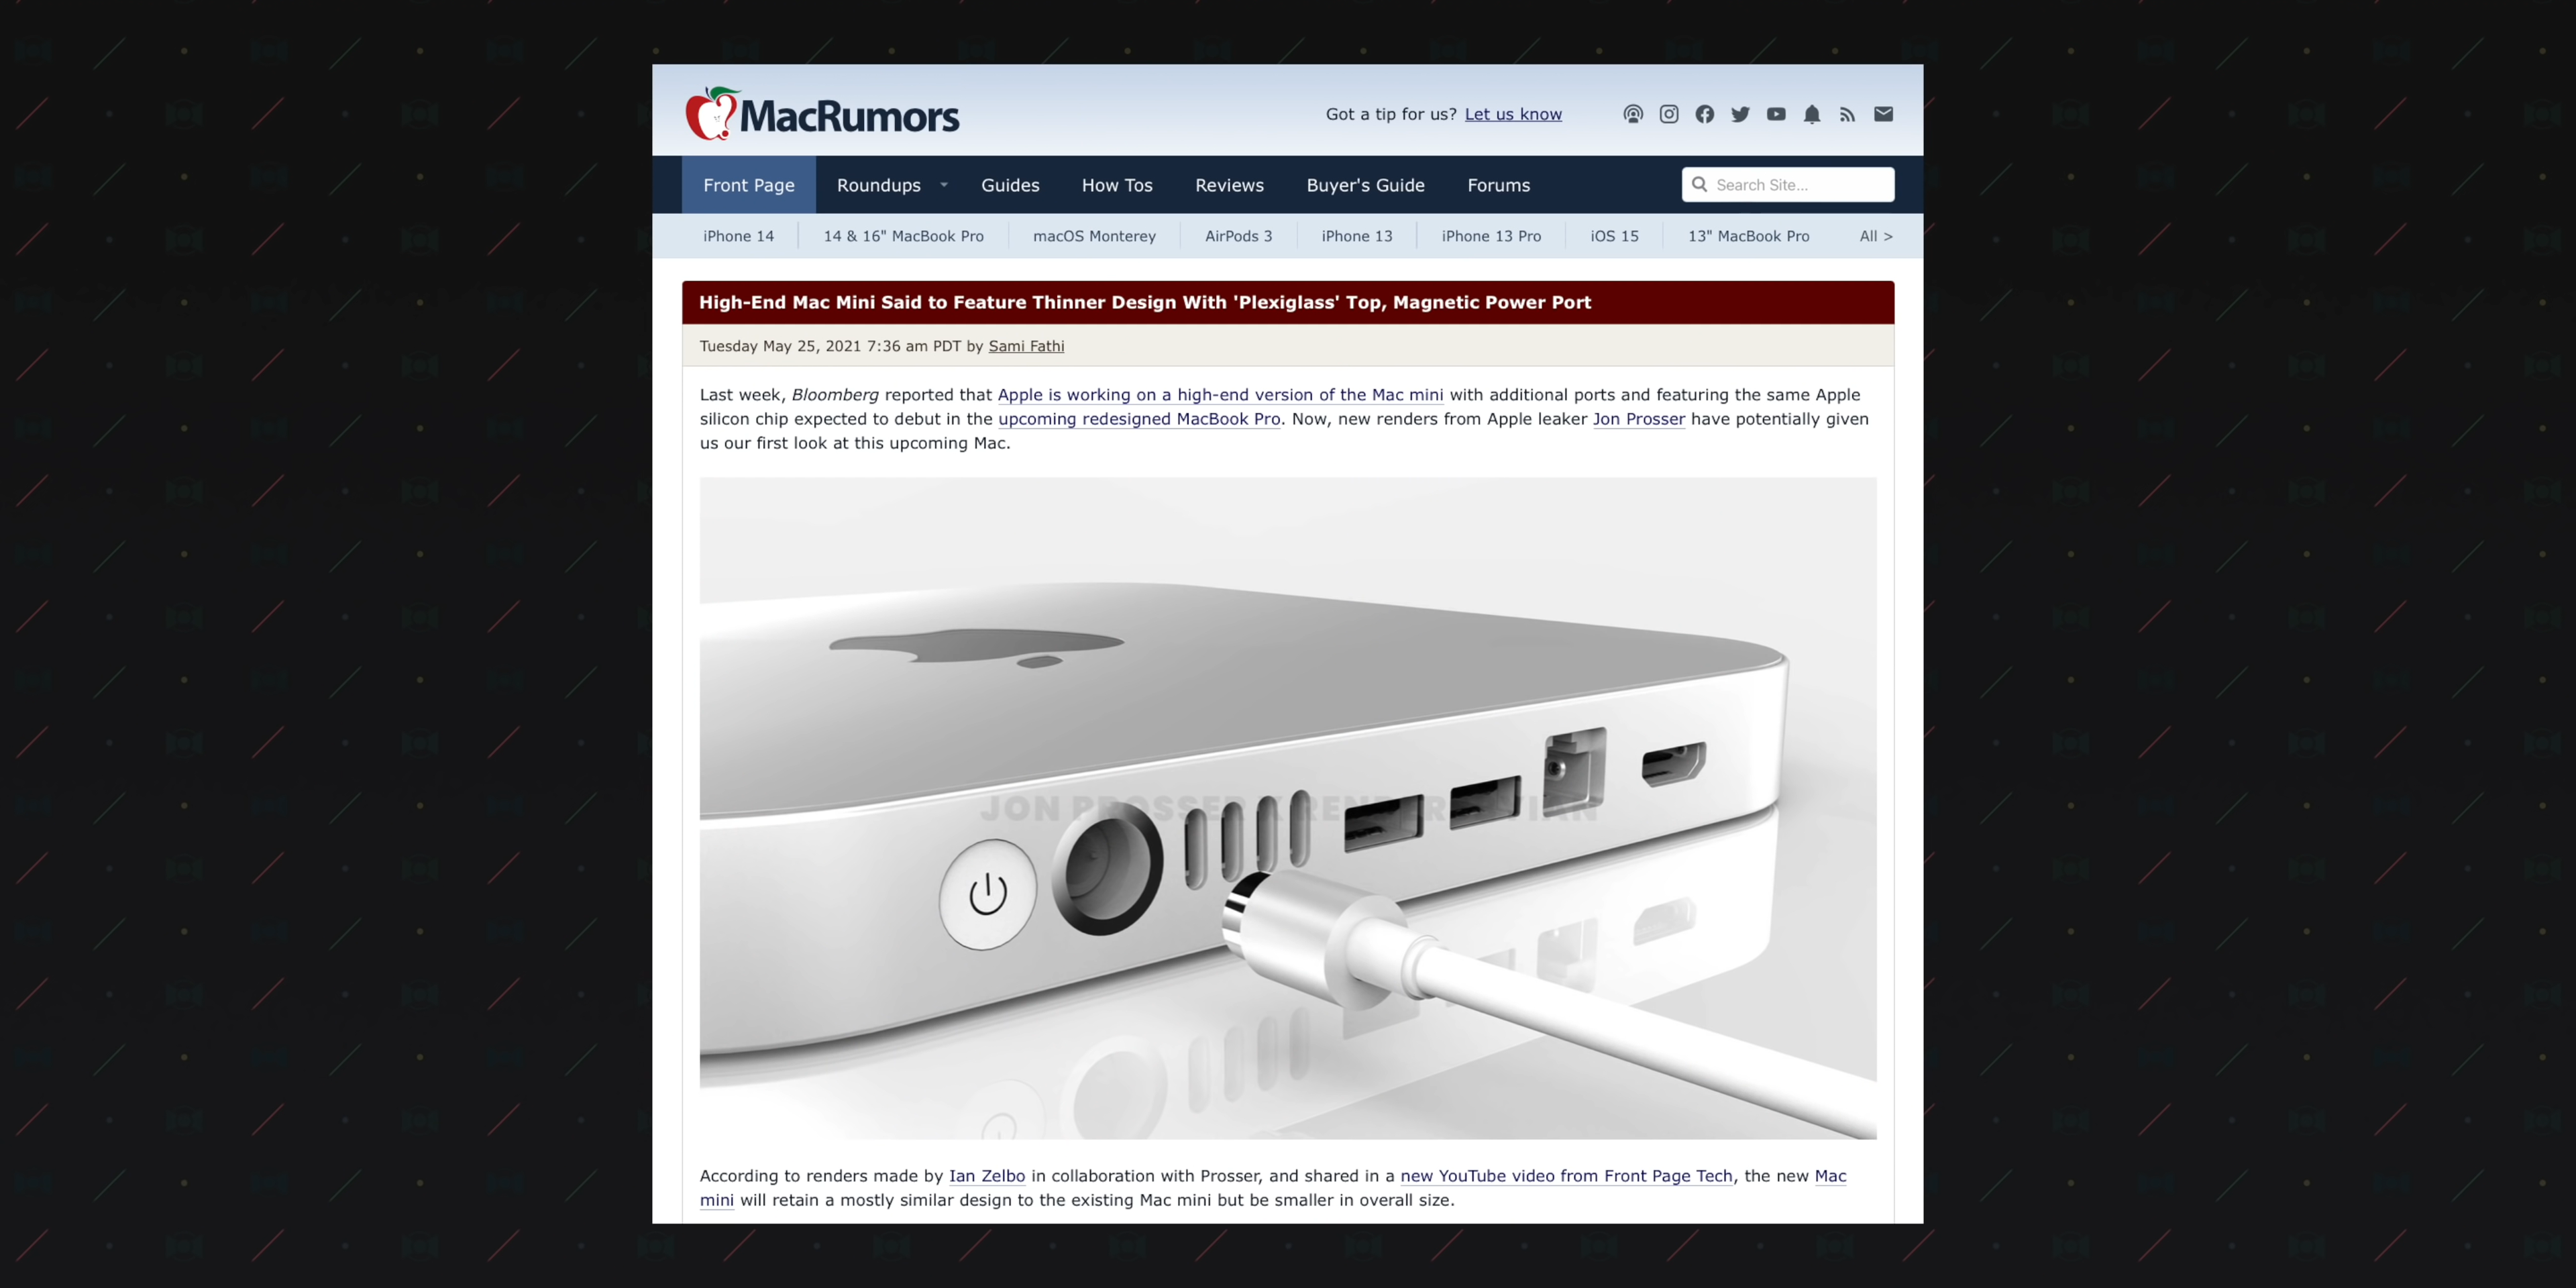 MacRumors
Got a tip for us? Let us know
Front Page Roundups Guides How Tos Reviews Buyer's Guide Forums Search Site...
iPhone 14 14 & 16" MacBook Pro macOS Monterey AirPods 3 iPhone 13 iPhone 13 Pro iOS 15 13" MacBook Pro All >
High-End Mac Mini Said to Feature Thinner Design With 'Plexiglass' Top, Magnetic Power Port
Tuesday May 25, 2021 7:36 am PDT by Sami Fathi
Last week, Bloomberg reported that Apple is working on a high-end version of the Mac mini with additional ports and featuring the same Apple
silicon chip expected to debut in the upcoming redesigned MacBook Pro. Now, new renders from Apple leaker Jon Prosser have potentially given
us our first look at this upcoming Mac.
JON PROSSER X
According to renders made by Ian Zelbo in collaboration with Prosser, and shared in a new YouTube video from Front Page Tech, the new Mac
mini will retain a mostly similar design to the existing Mac mini but be smaller in overall size.